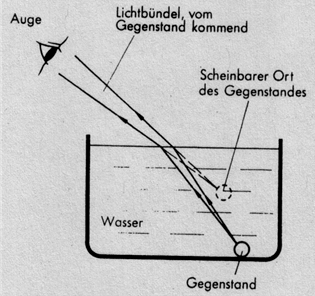 Auge
Lichtbündel, vom
Gegenstand kommend
Scheinbarer Ort
des Gegenstandes
Wasser
Gegenstand